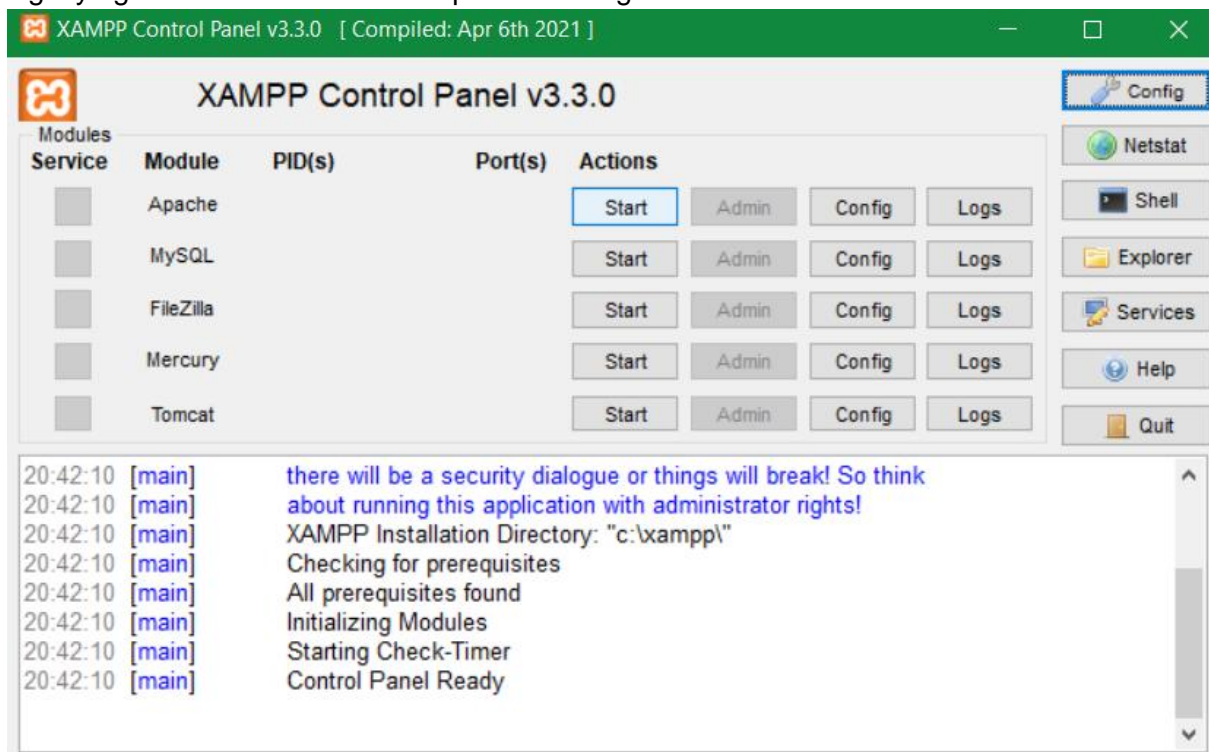 XAMPP Control Panel v3.3.0 [ Compiled: Apr 6th 2021 ]
XAMPP Control Panel v3.3.0
Config
Modules
Service Module PID(s) Port(s) Actions
Netstat
Apache Start Admin Config Logs
Shell
MySQL Start Admin Config Logs
Explorer
FileZilla Start Admin Config Logs
Services
Mercury Start Admin Config Logs
Help
Tomcat Start Admin Config Logs
Quit
20:42:10 [main] there will be a security dialogue or things will break! So think
20:42:10 [main] about running this application with administrator rights!
20:42:10 [main] XAMPP Installation Directory: "c:\xampp\"
20:42:10 [main] Checking for prerequisites
20:42:10 [main] All prerequisites found
20:42:10 [main] Initializing Modules
20:42:10 [main] Starting Check-Timer
20:42:10 [main] Control Panel Ready